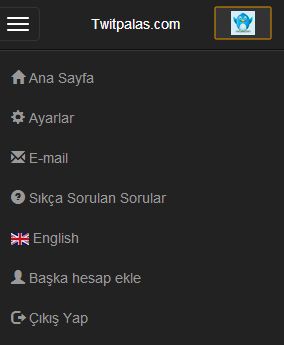 Twitpalas.com
Ana Sayfa
Ayarlar
E-mail
Sıkça Sorulan Sorular
English
Başka hesap ekle
Çıkış Yap